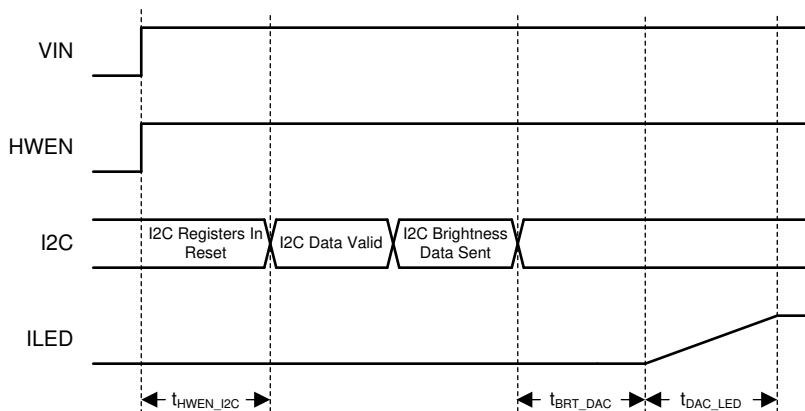 VIN
HWEN
I2C
I2C Registers In
Reset
I2C Data Valid
I2C Brightness
Data Sent
ILED
tHWEN_I2C
tBRT_DAC
tDAC_LED